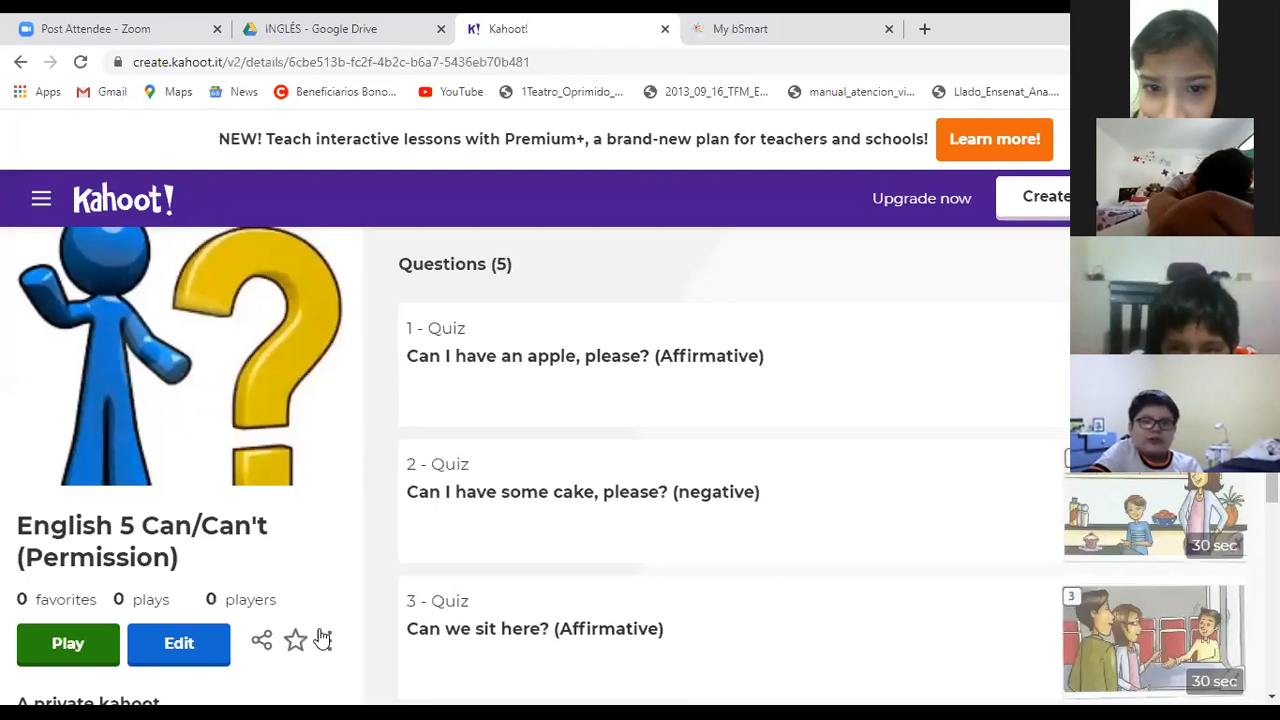 Post Attendee - Zoom
iNGLÉS - Google Drive
K! Kahoot!
My bSmart
create.kahoot.it/v2/details/6cbe513b-fc2f-4b2c-b6a7-5436eb70b481
Apps
Gmail
Maps
News
Beneficiarios Bono...
YouTube
1Teatro_Oprimido_...
2013_09_16_TFM_E...
manual_atencion_vi...
Llado_Ensenat_Ana....
NEW! Teach interactive lessons with Premium+, a brand-new plan for teachers and schools!
Learn more!
Kahoot!
Upgrade now
Create
Questions (5)
1 - Quiz
Can I have an apple, please? (Affirmative)
2 - Quiz
Can I have some cake, please? (negative)
30 sec
3 - Quiz
Can we sit here? (Affirmative)
3
30 sec
English 5 Can/Can't
(Permission)
0 favorites 0 plays 0 players
Play
Edit
A private kahoot